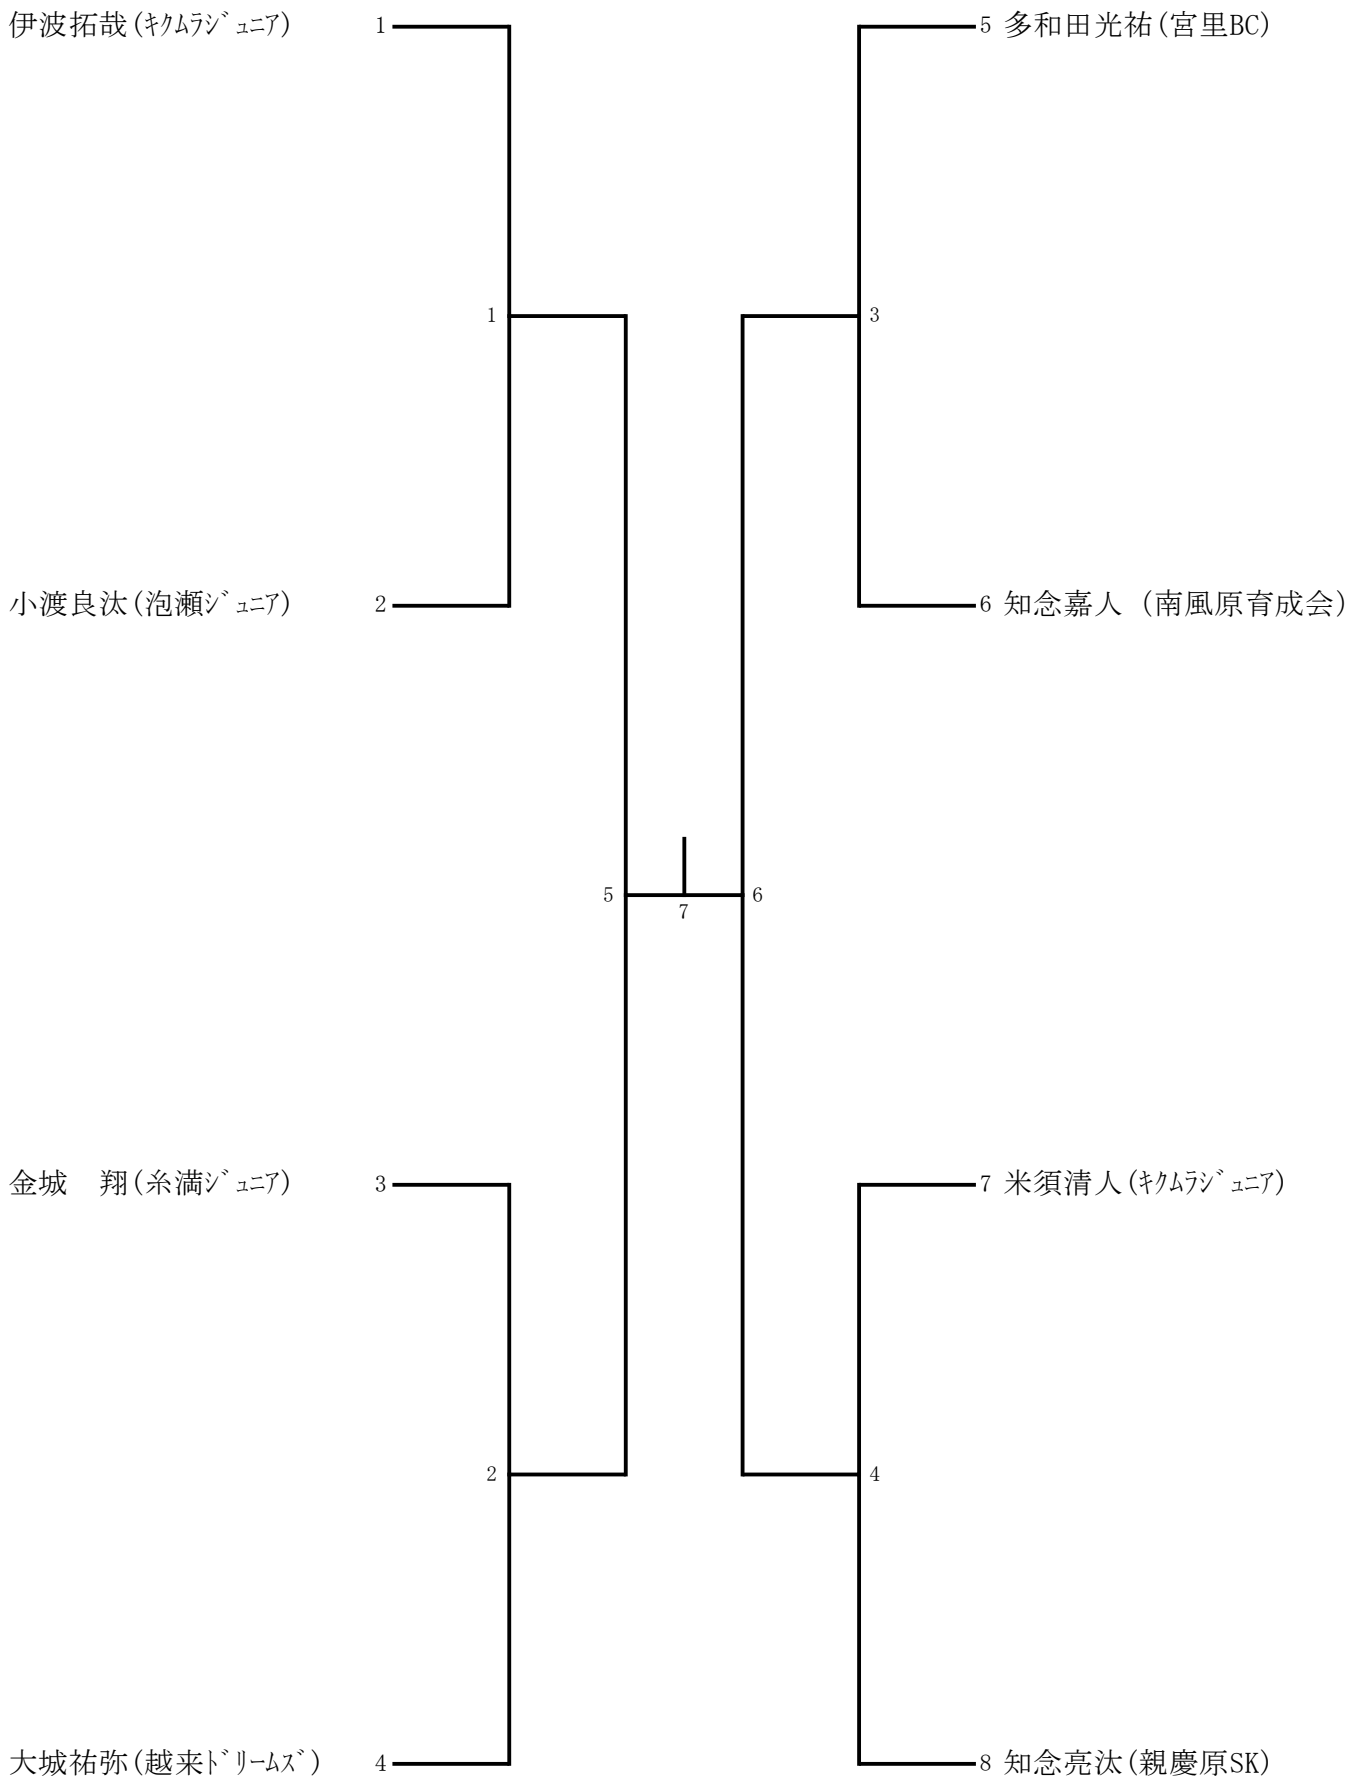 伊波拓哉(ｷｸﾑﾗｼﾞｭﾆｱ) 1
5 多和田光祐(宮里BC)
1
3
小渡良汰(泡瀬ｼﾞｭﾆｱ) 2
6 知念嘉人 (南風原育成会)
5
7
6
金城　翔(糸満ｼﾞｭﾆｱ) 3
7 米須清人(ｷｸﾑﾗｼﾞｭﾆｱ)
2
4
大城祐弥(越来ﾄﾞﾘｰﾑｽﾞ) 4
8 知念亮汰(親慶原SK)